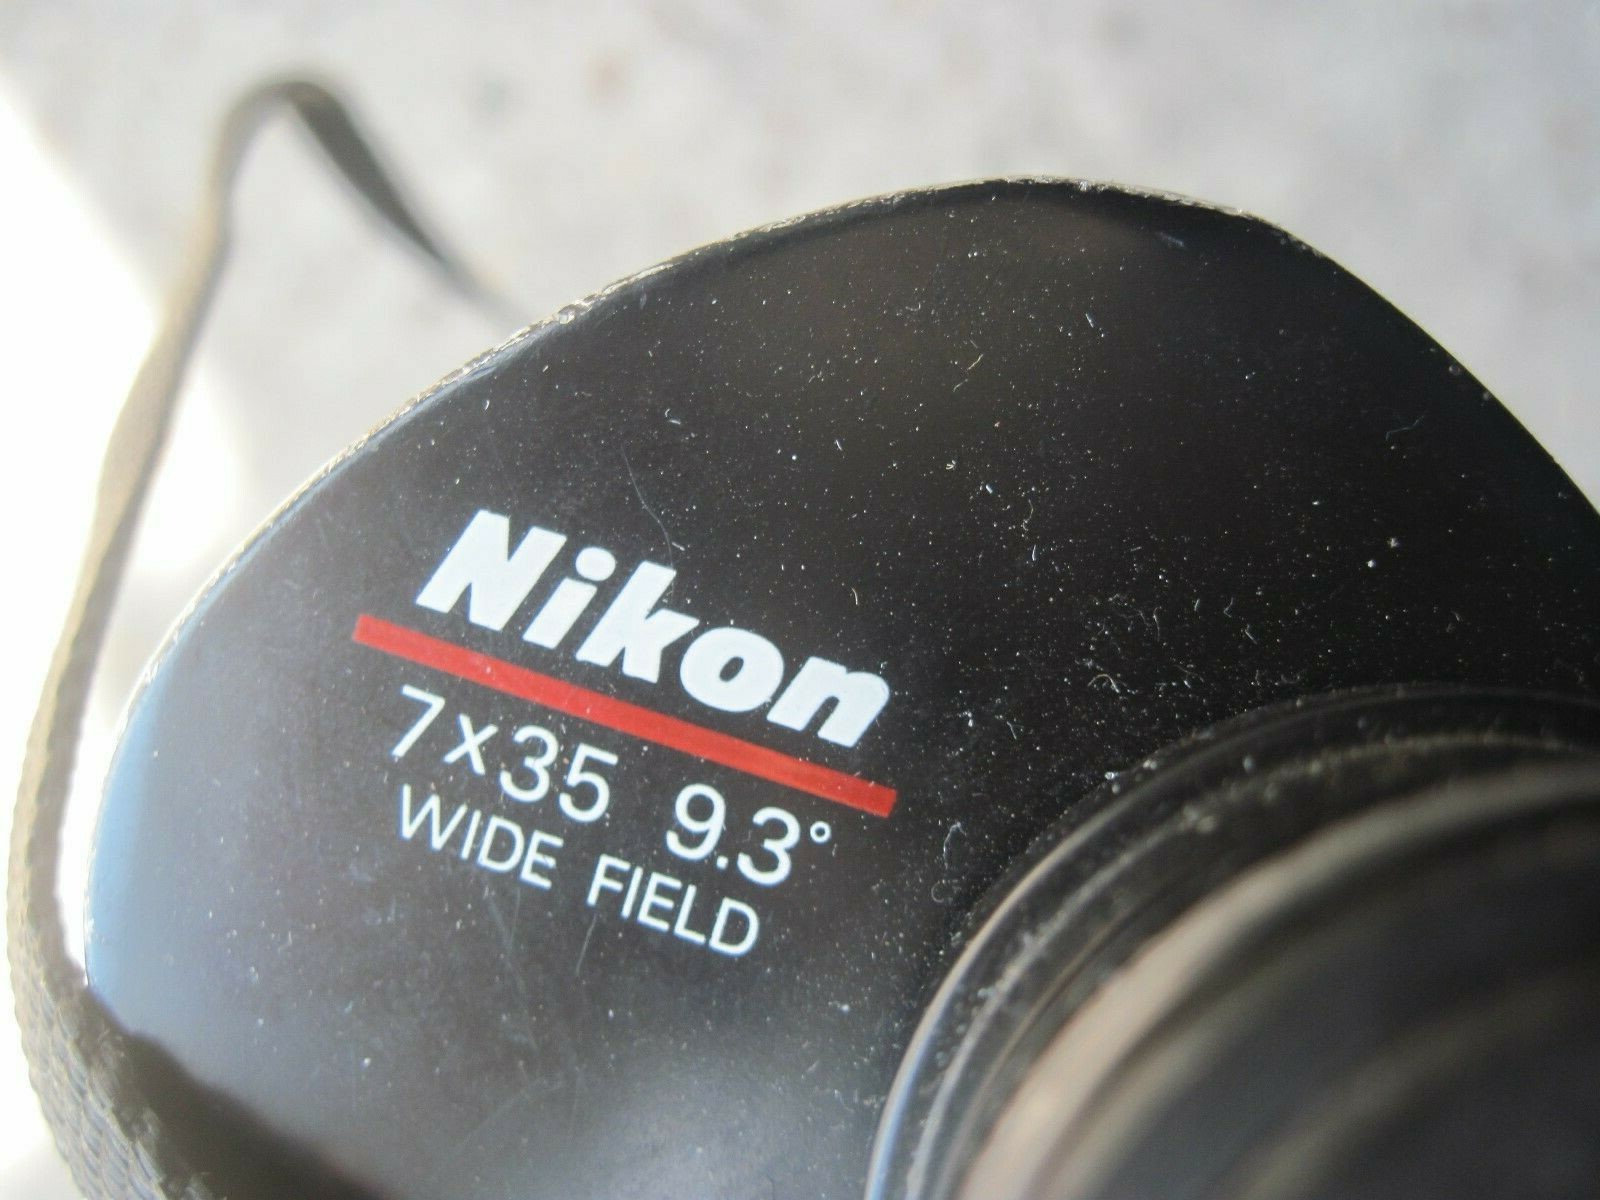 Nikon
7x35 9.3°
WIDE FIELD